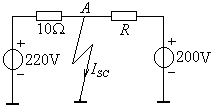 A
10Ω
R
+
220V
−
I_SC
+
200V
−